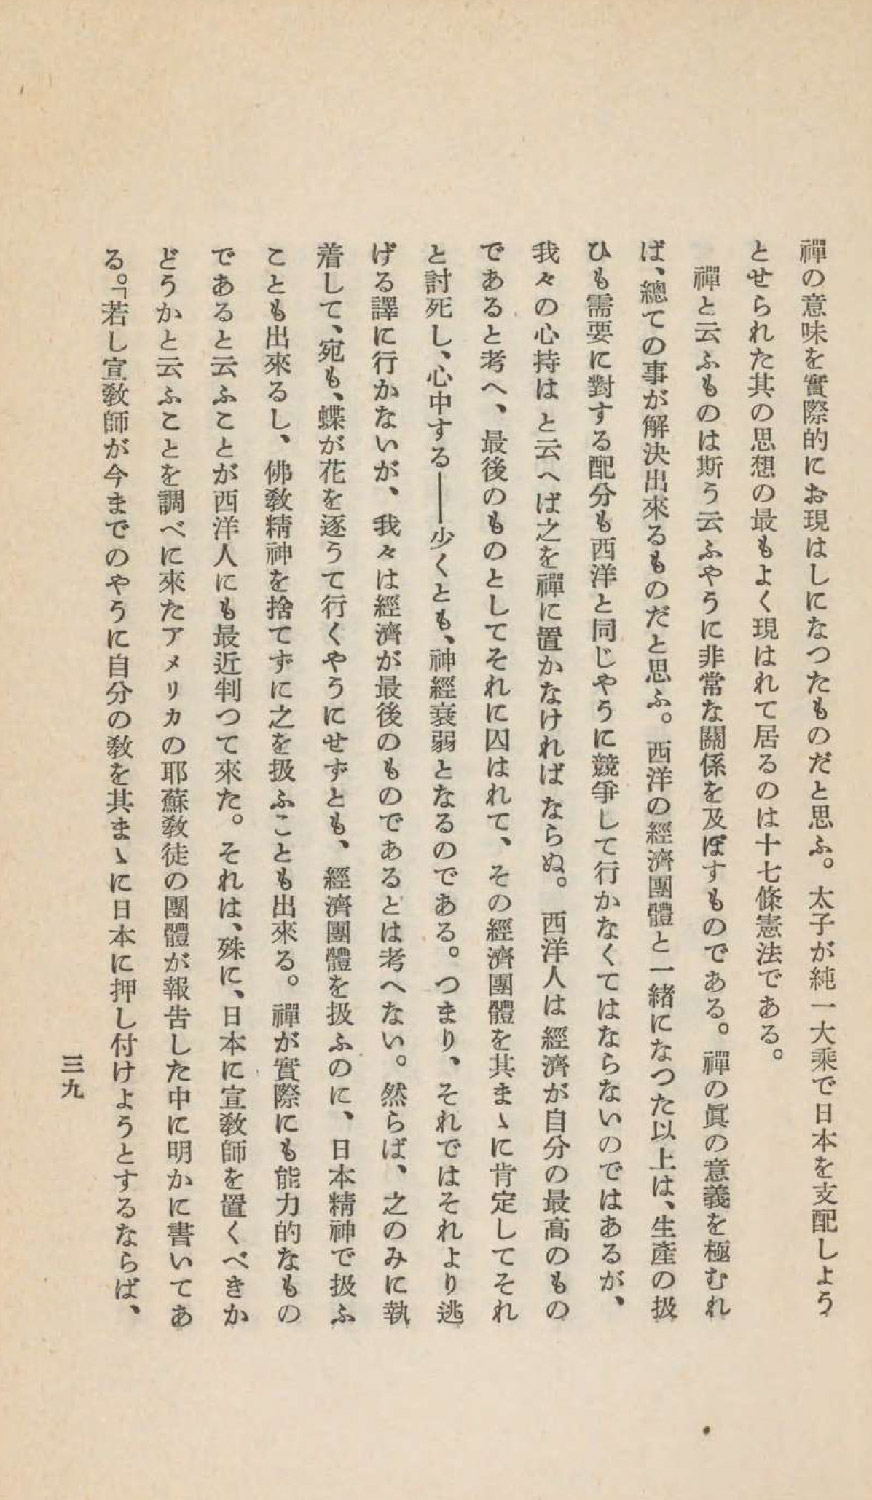 禪の意味を實際的にお現はしになつたものだと思ふ。太子が純一大乘で日本を支配しよう
とせられた其の思想の最もよく現はれて居るのは十七條憲法である。
禪と云ふものは斯う云ふやうに非常な關係を及ぼすものである。禪の眞の意義を極むれ
ば、總ての事が解決出來るものだと思ふ。西洋の經濟團體と一緒になつた以上は、生產の扱
ひも需要に對する配分も西洋と同じやうに競爭して行かなくてはならないのではあるが、
我々の心持はと云へば之を禪に置かなければならぬ。西洋人は經濟が自分の最高のもの
であると考へ、最後のものとしてそれに囚はれて、その經濟團體を其まゝに肯定してそれ
と討死し、心中する——少くとも、神經衰弱となるのである。つまり、それではそれより逃
げる譯に行かないが、我々は經濟が最後のものであるとは考へない。然らば、之のみに執
着して、宛も、蝶が花を逐うて行くやうにせずとも、經濟團體を扱ふのに、日本精神で扱ふ
ことも出來るし、佛敎精神を捨てずに之を扱ふことも出來る。禪が實際にも能力的なもの
であると云ふことが西洋人にも最近判つて來た。それは、殊に、日本に宣敎師を置くべきか
どうかと云ふことを調べに來たアメリカの耶蘇敎徒の團體が報告した中に明かに書いてあ
る。「若し宣敎師が今までのやうに自分の敎を其まゝに日本に押し付けようとするならば、
三九